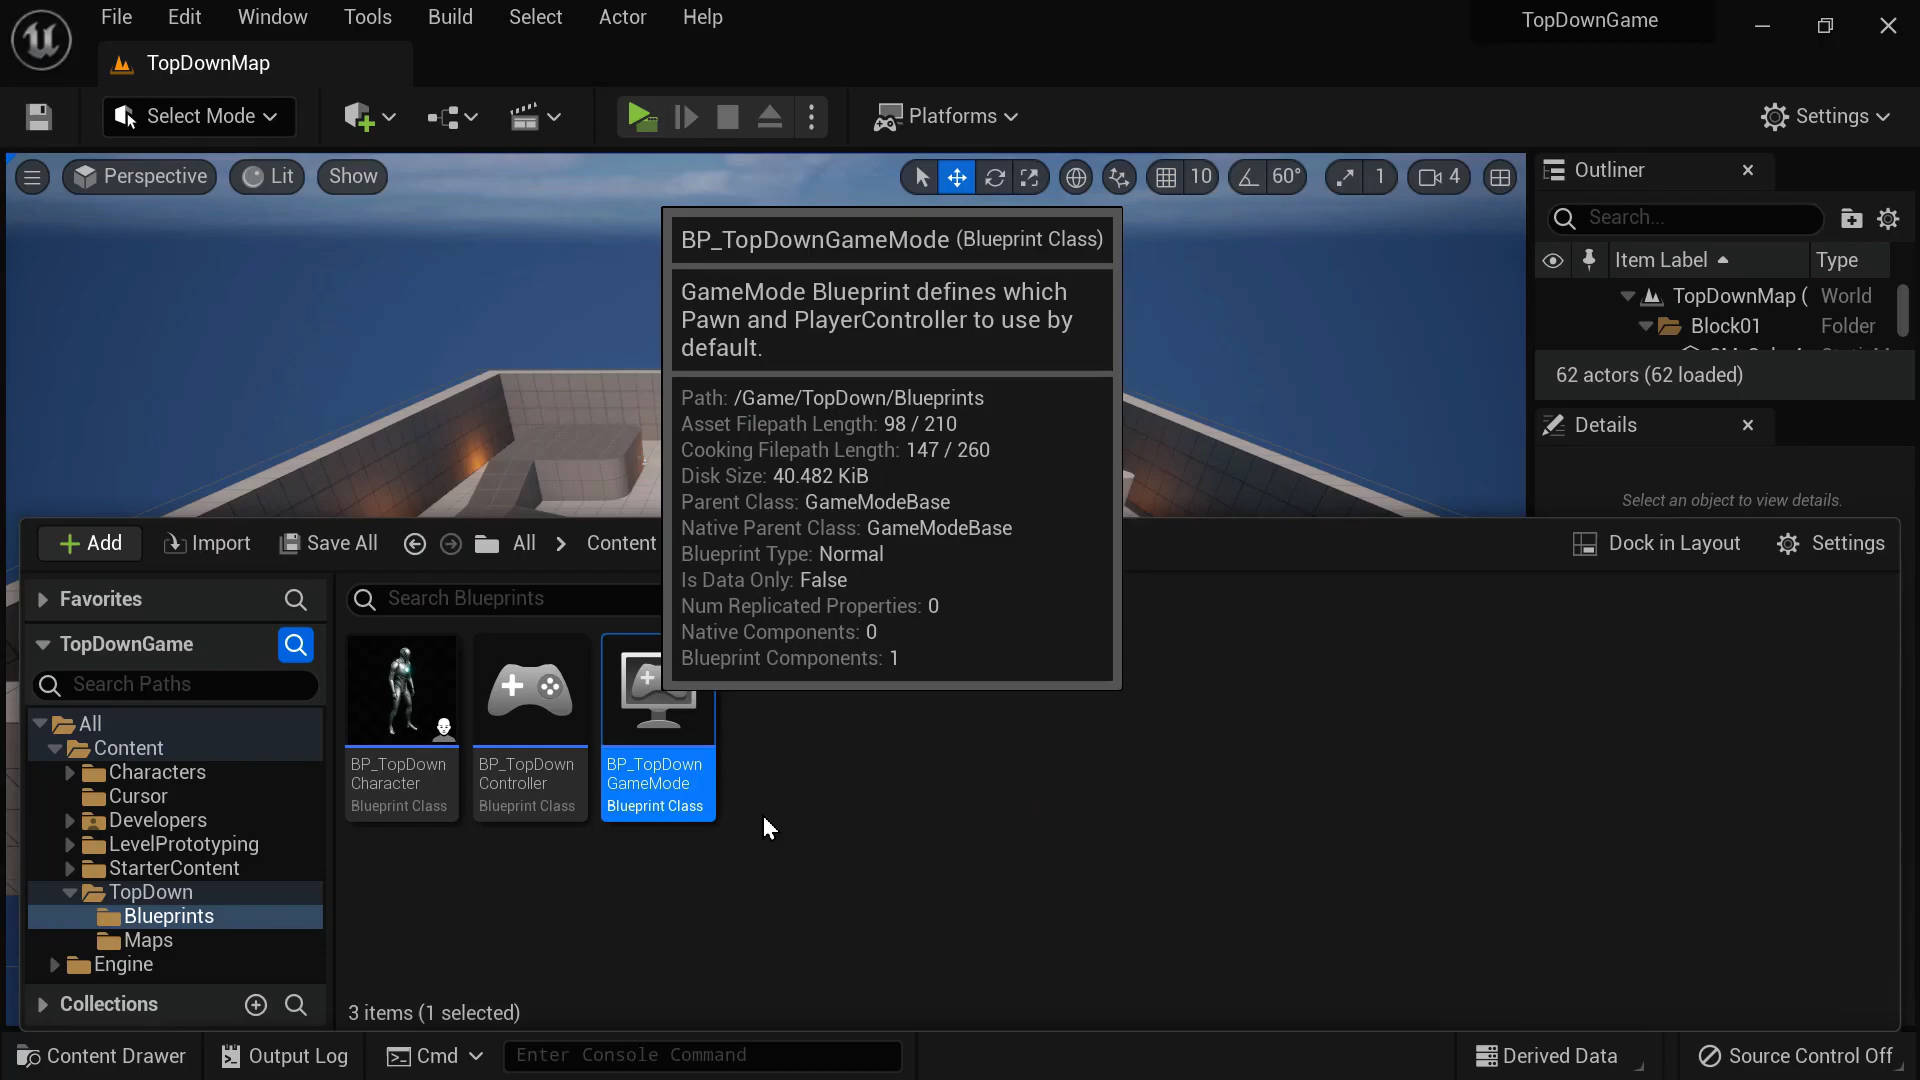 File Edit Window Tools Build Select Actor Help
TopDownGame
TopDownMap
Select Mode
Platforms
Settings
Perspective
Lit
Show
10
60°
1
4
Outliner
Search...
Item Label
Type
TopDownMap (
World
Block01
Folder
62 actors (62 loaded)
Details
Select an object to view details.
BP_TopDownGameMode (Blueprint Class)
GameMode Blueprint defines which
Pawn and PlayerController to use by
default.
Path: /Game/TopDown/Blueprints
Asset Filepath Length: 98 / 210
Cooking Filepath Length: 147 / 260
Disk Size: 40.482 KiB
Parent Class: GameModeBase
Native Parent Class: GameModeBase
Blueprint Type: Normal
Is Data Only: False
Num Replicated Properties: 0
Native Components: 0
Blueprint Components: 1
Add
Import
Save All
All
Content
Dock in Layout
Settings
Favorites
TopDownGame
Search Paths
All
Content
Characters
Cursor
Developers
LevelPrototyping
StarterContent
TopDown
Blueprints
Maps
Engine
Collections
Search Blueprints
BP_TopDown
Character
Blueprint Class
BP_TopDown
Controller
Blueprint Class
BP_TopDown
GameMode
Blueprint Class
3 items (1 selected)
Content Drawer
Output Log
Cmd
Enter Console Command
Derived Data
Source Control Off